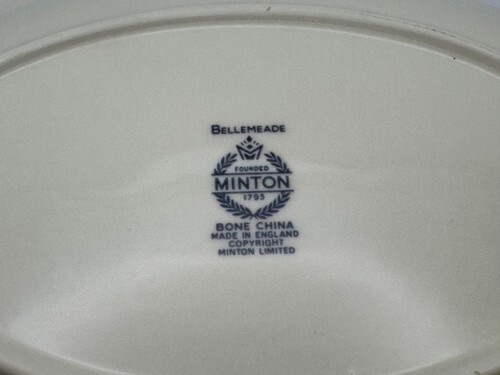 BELLEMEADE
FOUNDED
MINTON
1793
BONE CHINA
MADE IN ENGLAND
COPYRIGHT
MINTON LIMITED